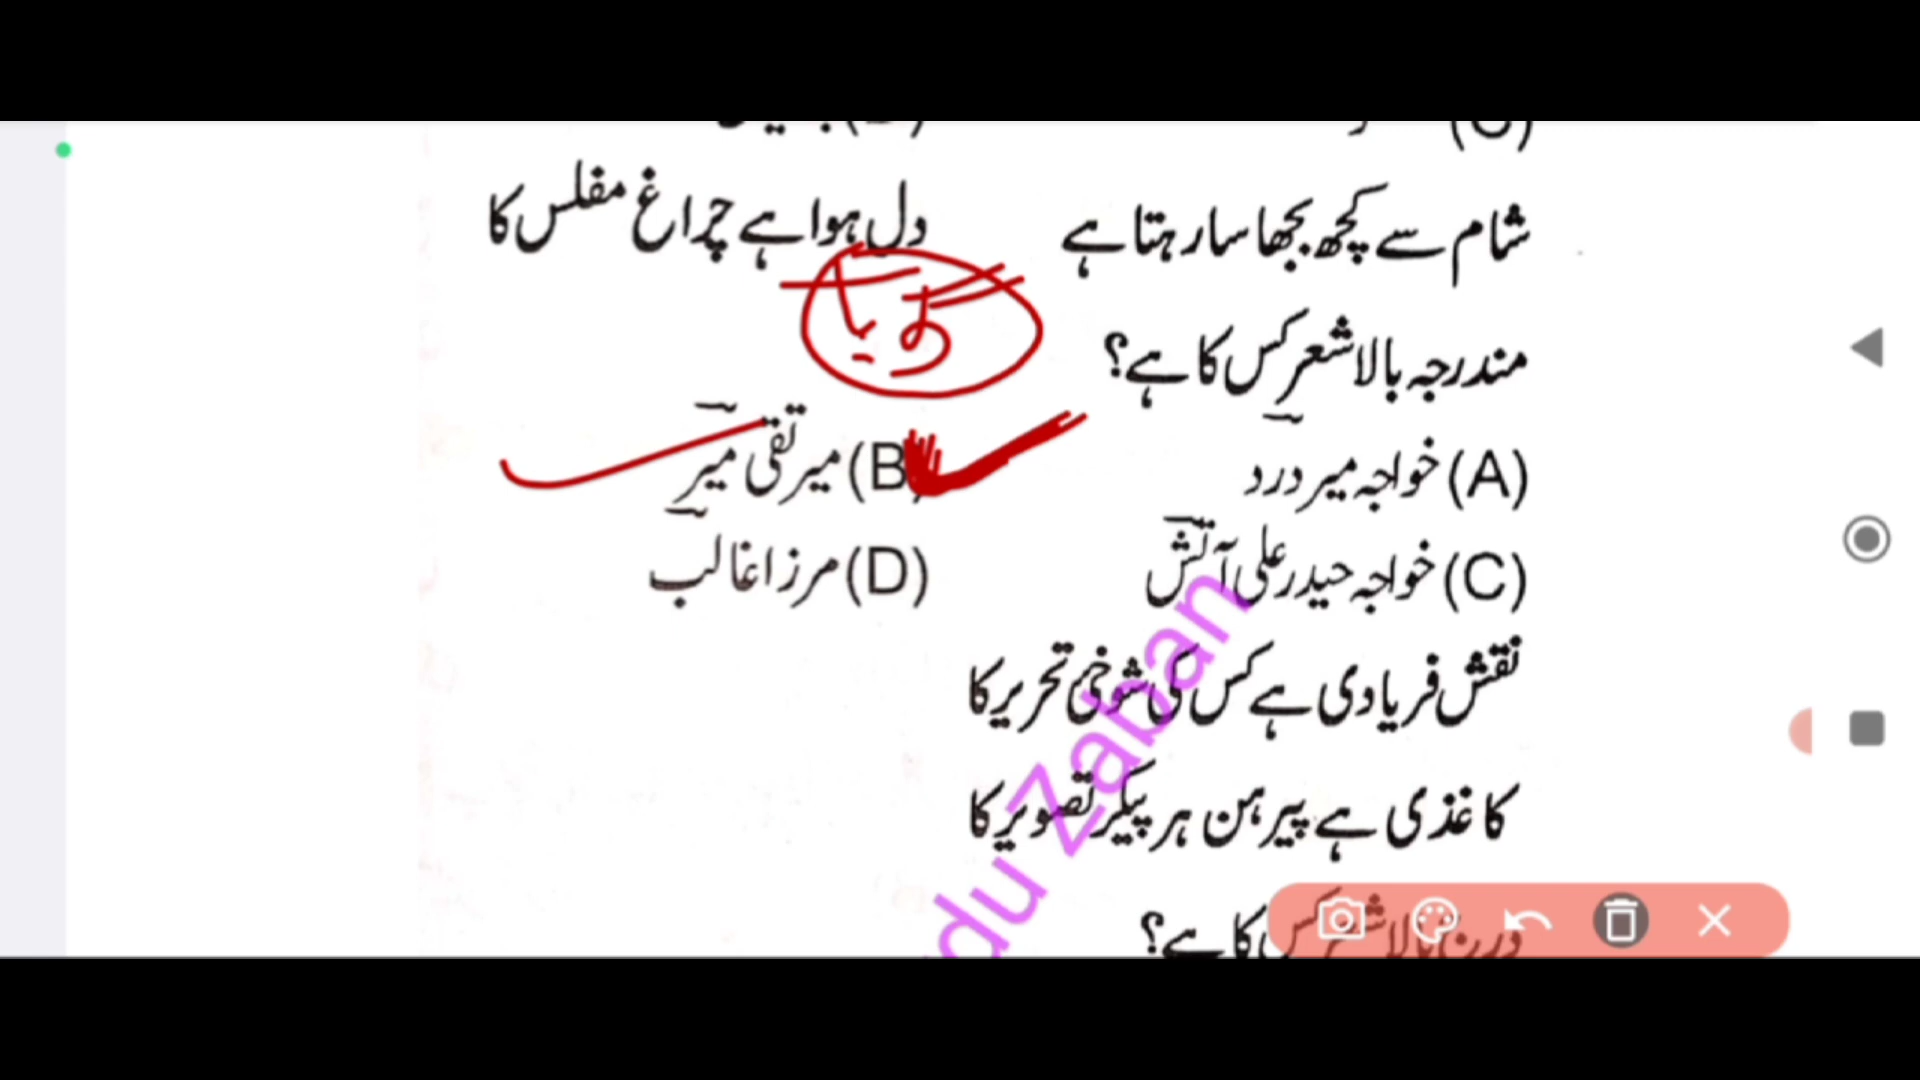 شام سے کچھ بجھا سا رہتا ہے دل ہوا ہے چراغ مفلس کا
مندرجہ بالا شعر کس کا ہے؟
(A) خواجہ میر درد (B) میر تقی میر
(C) خواجہ حیدر علی آتش (D) مرزا غالب
نقش فریادی ہے کس کی شوخیٔ تحریر کا
کاغذی ہے پیرہن ہر پیکر تصویر کا
کس کا ہے؟
du Zaban